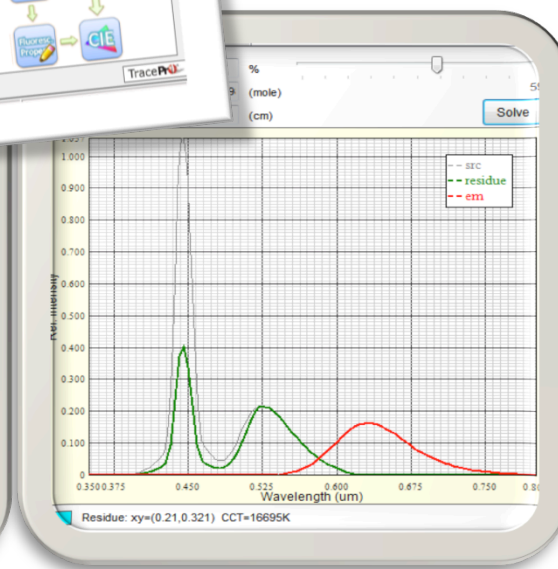 Fluoresc
Prope
CIE
TracePro
%
(mole)
(cm)
Solve
1.000
0.900
0.800
0.700
0.600
0.500
0.400
0.300
0.200
0.100
0
src
residue
em
0.350 0.375 0.450 0.525 0.600 0.675 0.750
Wavelength (um)
Residue: xy=(0.21,0.321) CCT=16695K